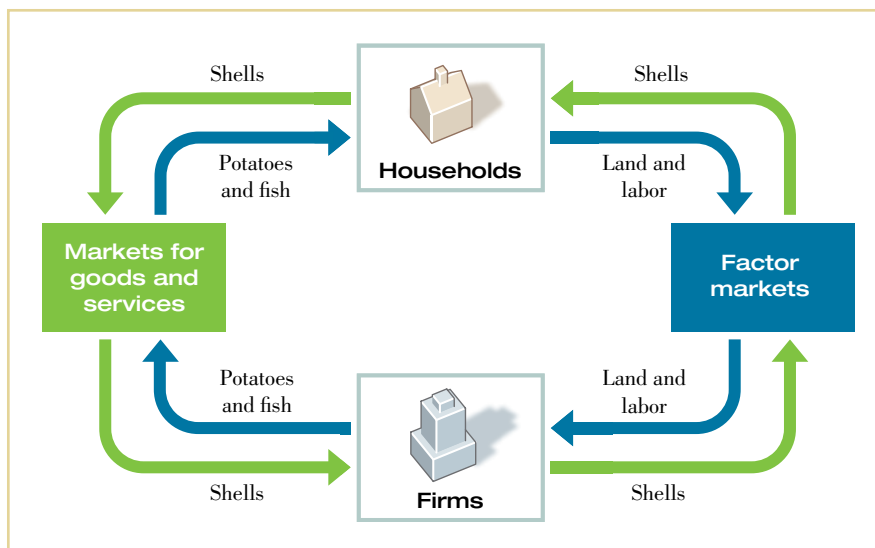 Shells
Shells
Potatoes
and fish
Households
Land and
labor
Markets for
goods and
services
Factor
markets
Potatoes
and fish
Land and
labor
Shells
Firms
Shells